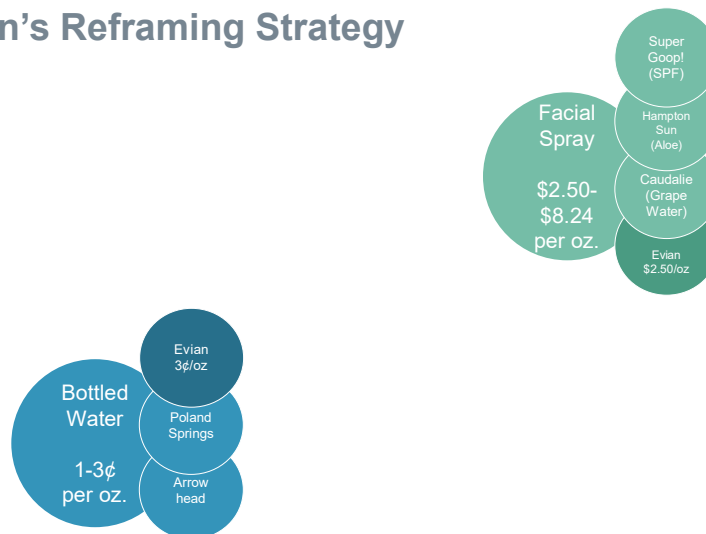 n's Reframing Strategy
Super
Goop!
(SPF)
Facial
Spray
$2.50-
$8.24
per oz.
Hampton
Sun
(Aloe)
Caudalie
(Grape
Water)
Evian
$2.50/oz
Evian
3¢/oz
Bottled
Water
1-3¢
per oz.
Poland
Springs
Arrow
head